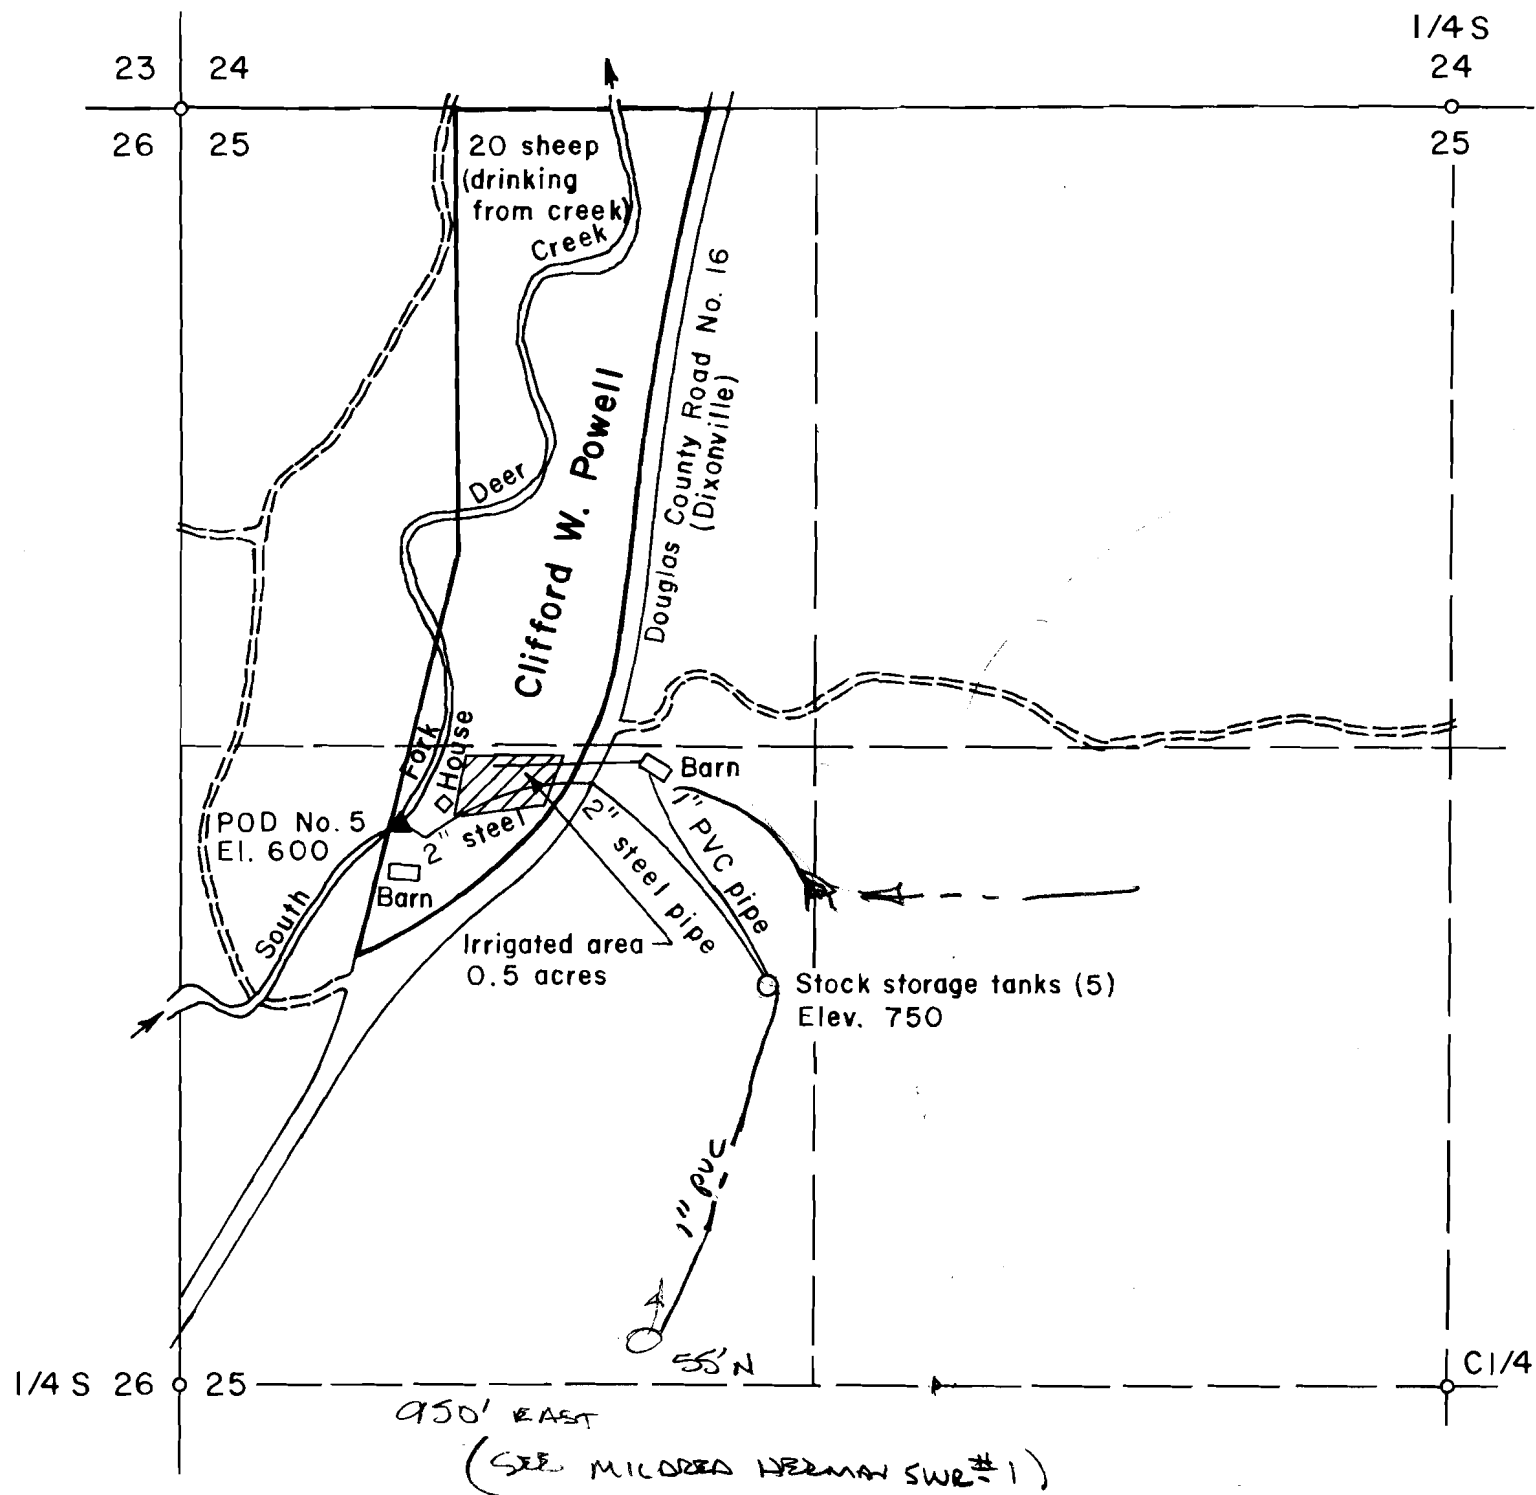 1/4 S
24
23 24
26 25
25
20 sheep
(drinking
from creek)
Creek
Douglas County Road No. 16
(Dixonville)
Clifford W. Powell
Deer
Fork
House
Barn
POD No. 5
El. 600
2" steel
2" steel pipe
1" PVC pipe
Barn
South
Irrigated area
0.5 acres
Stock storage tanks (5)
Elev. 750
1" PVC
55' N
1/4 S 26 25
C1/4
950' EAST
(SEE MILDRED HERMAN SWR #1)